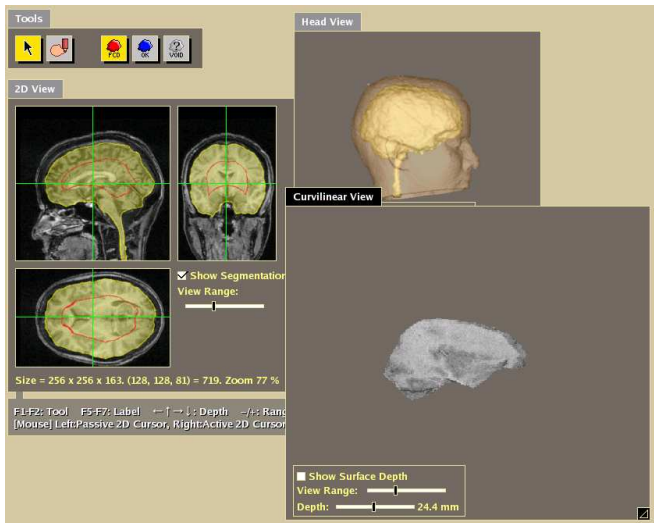 Tools
FCD OK VOID
2D View
Show Segmentation
View Range:
Size = 256 x 256 x 163. (128, 128, 81) = 719. Zoom 77 %
F1-F2: Tool F5-F7: Label ←↑→↓: Depth -/+: Rang
[Mouse] Left:Passive 2D Cursor, Right:Active 2D Cursor
Head View
Curvilinear View
Show Surface Depth
View Range:
Depth: 24.4 mm